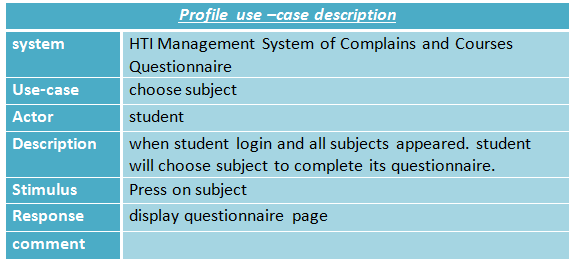 Profile use –case description
system HTI Management System of Complains and Courses
Questionnaire
Use-case choose subject
Actor student
Description when student login and all subjects appeared. student
will choose subject to complete its questionnaire.
Stimulus Press on subject
Response display questionnaire page
comment